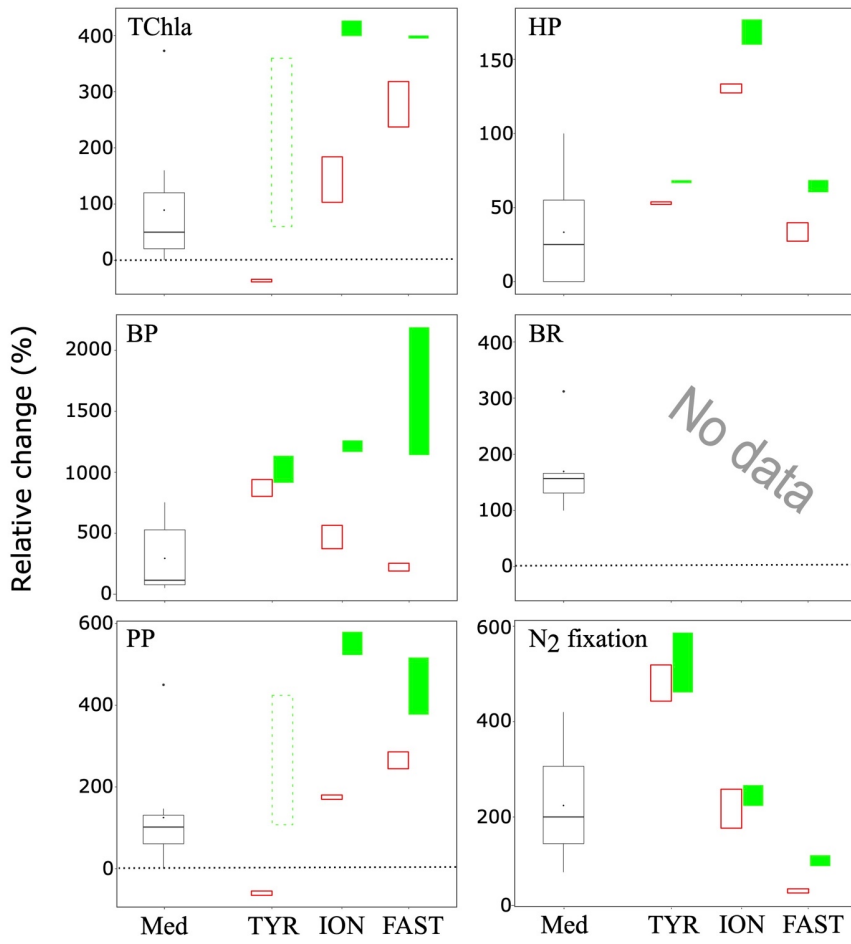 TChla
400
300
200
100
0
HP
150
100
50
0
BP
2000
1500
1000
500
0
BR
400
300
200
100
0
No data
PP
600
400
200
0
N2 fixation
600
400
200
0
Relative change (%)
Med TYR ION FAST
Med TYR ION FAST